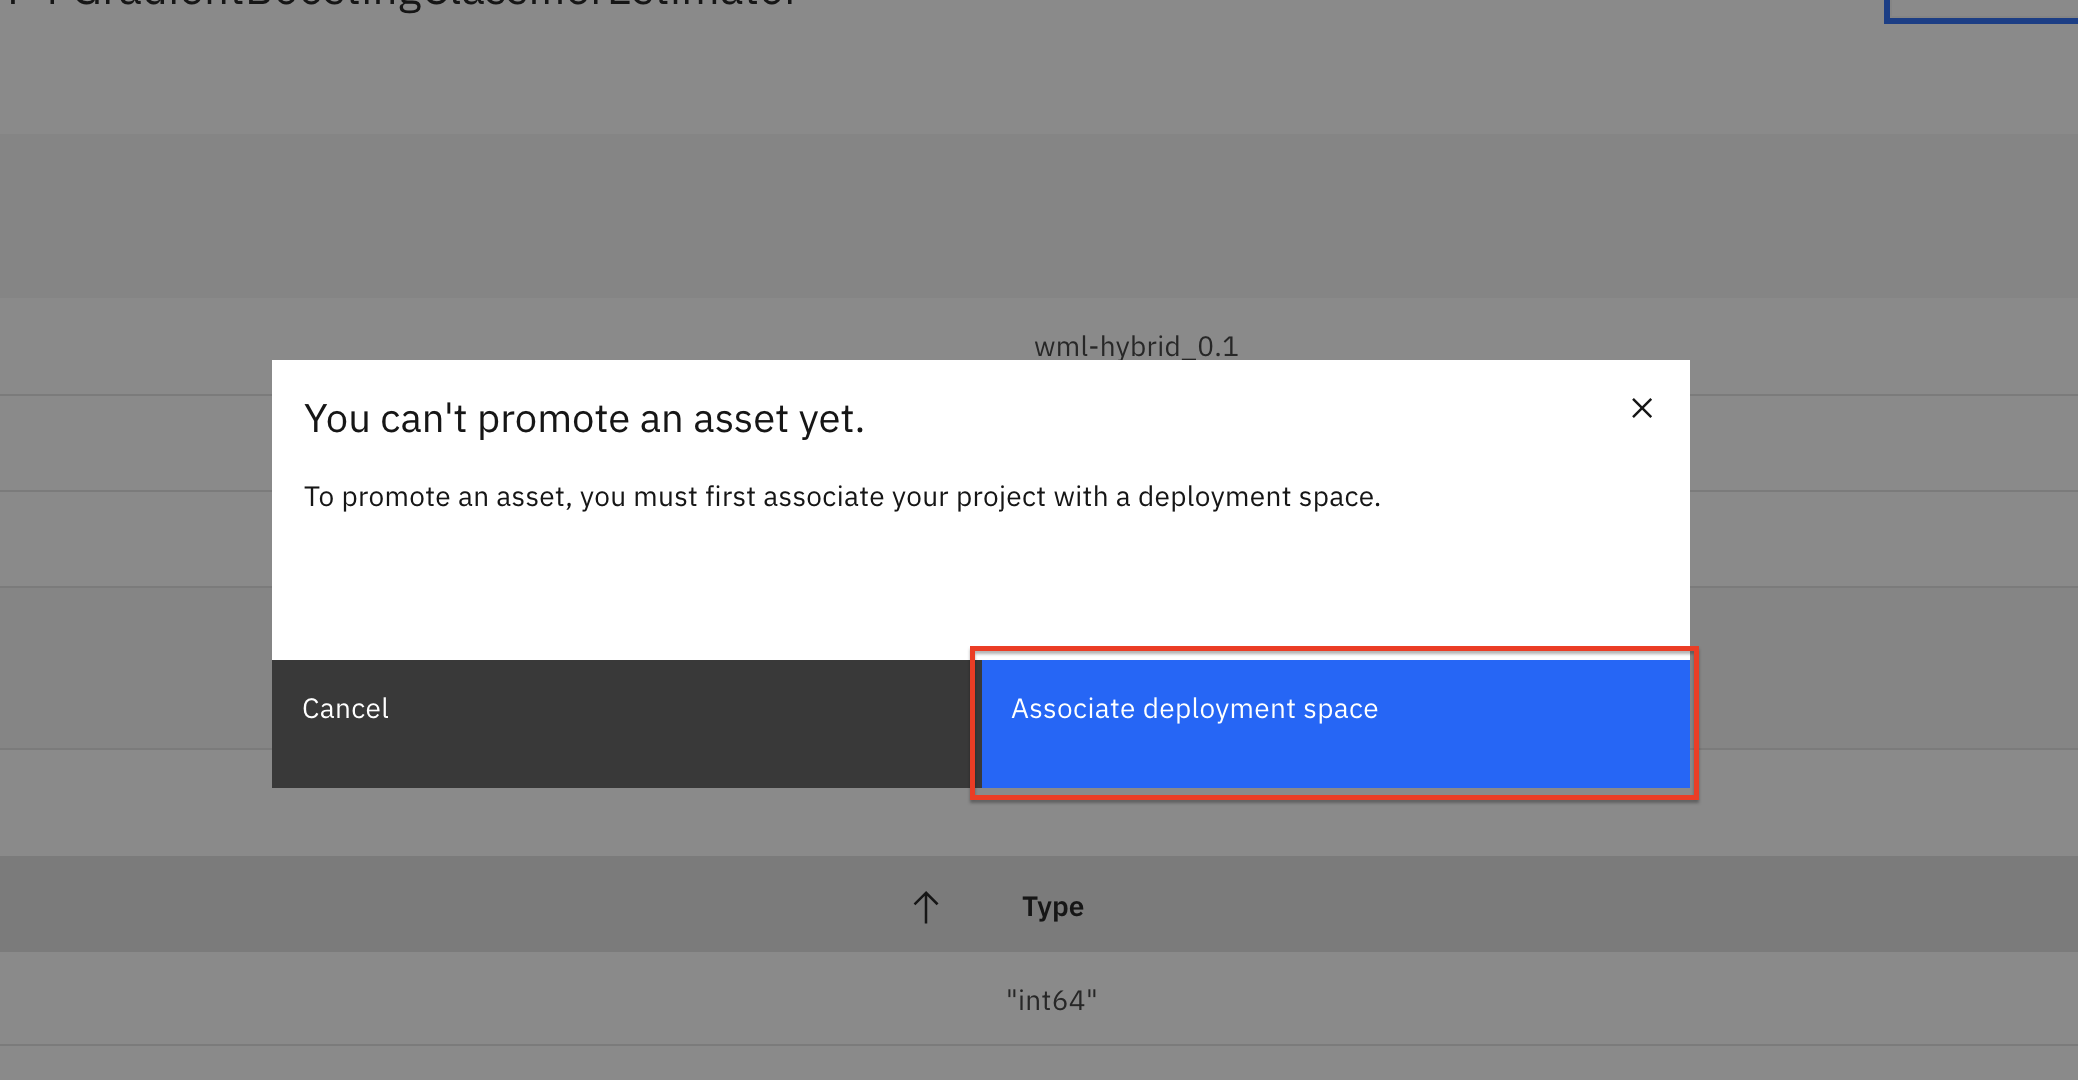 GradientBoostingClassifierEstimator
wml-hybrid_0.1
You can't promote an asset yet.
To promote an asset, you must first associate your project with a deployment space.
Cancel
Associate deployment space
Type
"int64"